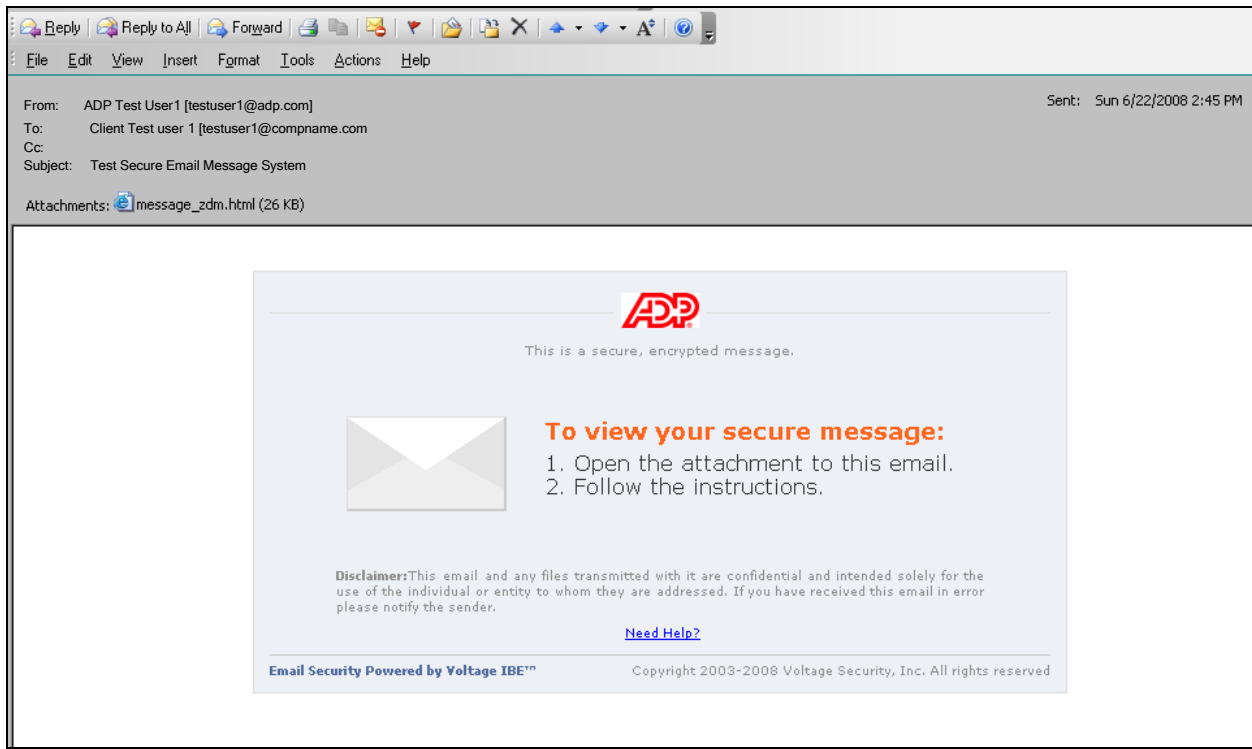 Reply Reply to All Forward
File Edit View Insert Format Tools Actions Help
From: ADP Test User1 [testuser1@adp.com] Sent: Sun 6/22/2008 2:45 PM
To: Client Test user 1 [testuser1@compname.com
Cc:
Subject: Test Secure Email Message System
Attachments: message_zdm.html (26 KB)
ADP
This is a secure, encrypted message.
To view your secure message:
1. Open the attachment to this email.
2. Follow the instructions.
Disclaimer:This email and any files transmitted with it are confidential and intended solely for the
use of the individual or entity to whom they are addressed. If you have received this email in error
please notify the sender.
Need Help?
Email Security Powered by Voltage IBE™ Copyright 2003-2008 Voltage Security, Inc. All rights reserved